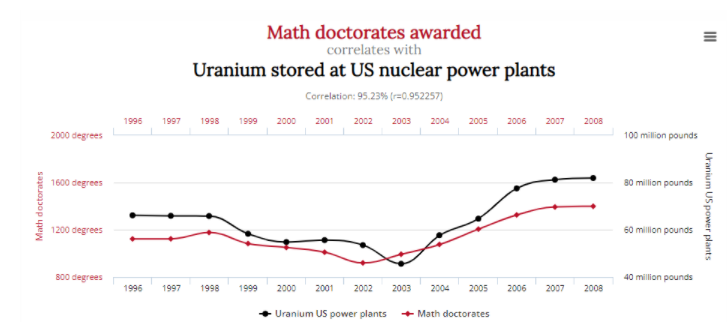 Math doctorates awarded
correlates with
Uranium stored at US nuclear power plants
Correlation: 95.23% (r=0.952257)
1996 1997 1998 1999 2000 2001 2002 2003 2004 2005 2006 2007 2008
2000 degrees 100 million pounds
1600 degrees 80 million pounds
1200 degrees 60 million pounds
800 degrees 40 million pounds
Math doctorates
Uranium US power plants
1996 1997 1998 1999 2000 2001 2002 2003 2004 2005 2006 2007 2008
Uranium US power plants Math doctorates